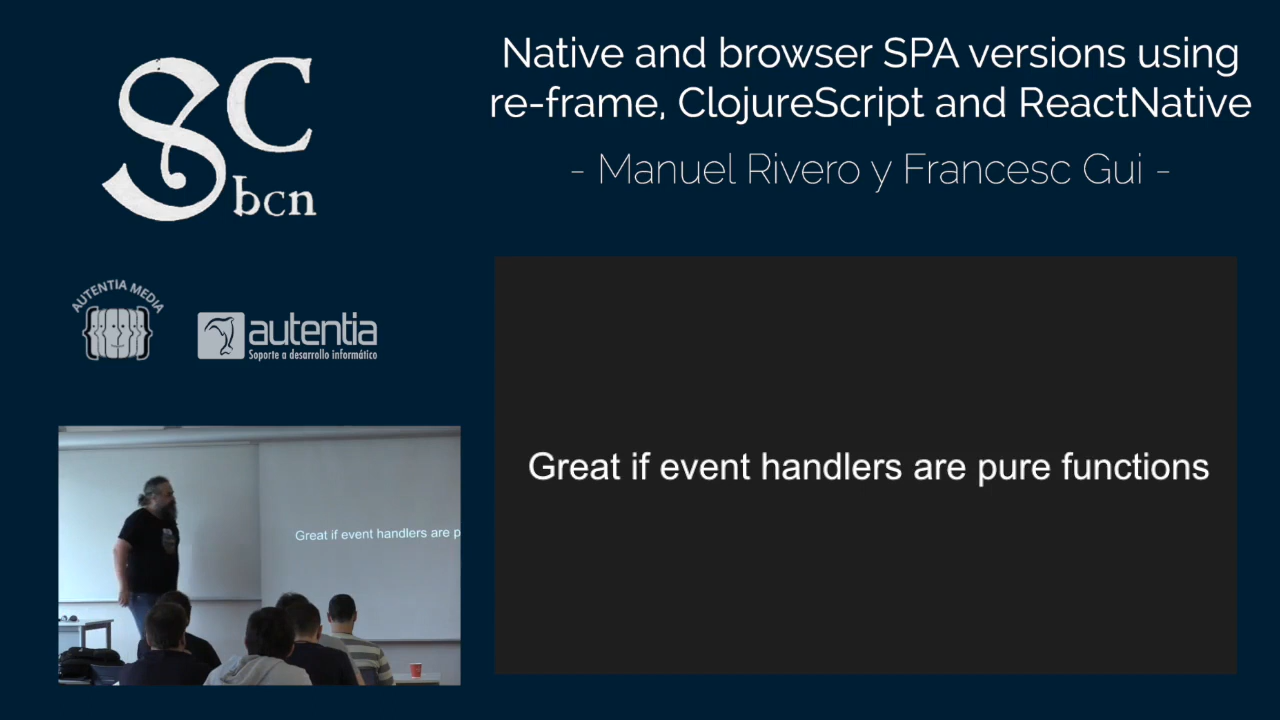 SC
bcn
Native and browser SPA versions using
re-frame, ClojureScript and ReactNative
- Manuel Rivero y Francesc Gui -
AUTENTIA MEDIA
autentia
Soporte a desarrollo informático
Great if event handlers are pure functions
Great if event handlers are p